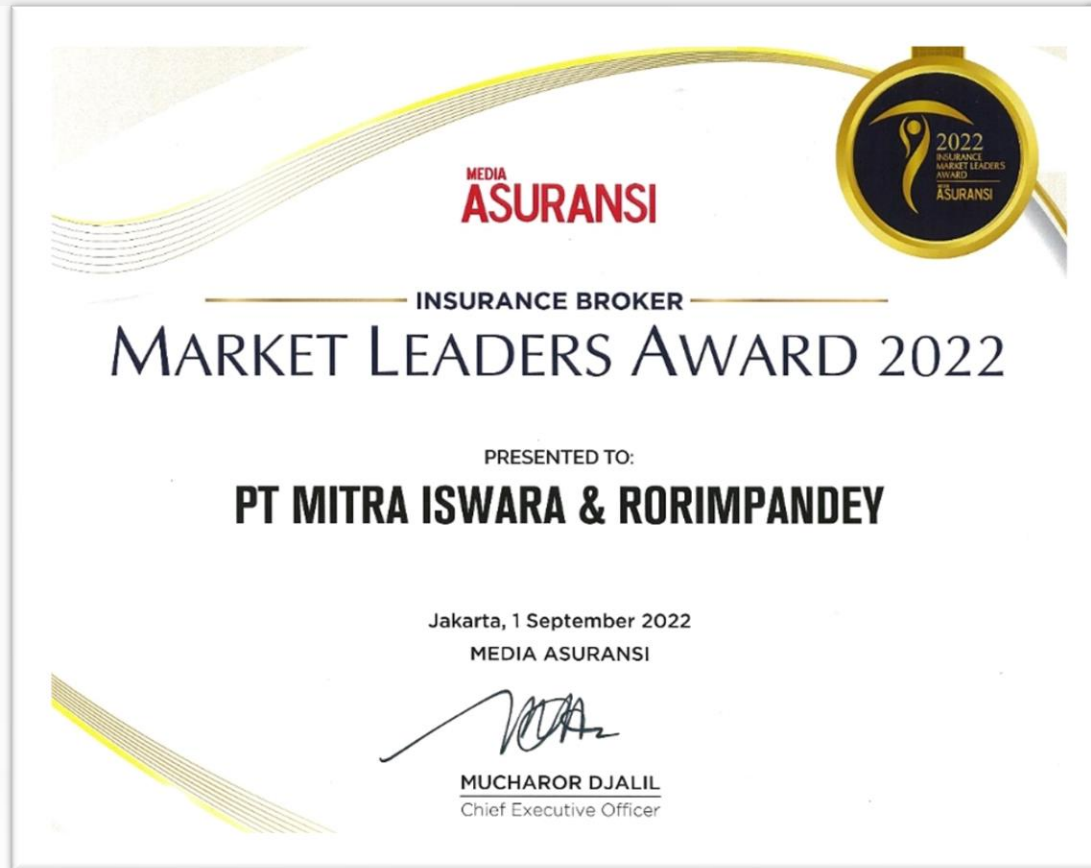 MEDIA
ASURANSI
2022
INSURANCE
MARKET LEADERS
AWARD
MEDIA
ASURANSI
INSURANCE BROKER
MARKET LEADERS AWARD 2022
PRESENTED TO:
PT MITRA ISWARA & RORIMPANDEY
Jakarta, 1 September 2022
MEDIA ASURANSI
MUCHAROR DJALIL
Chief Executive Officer